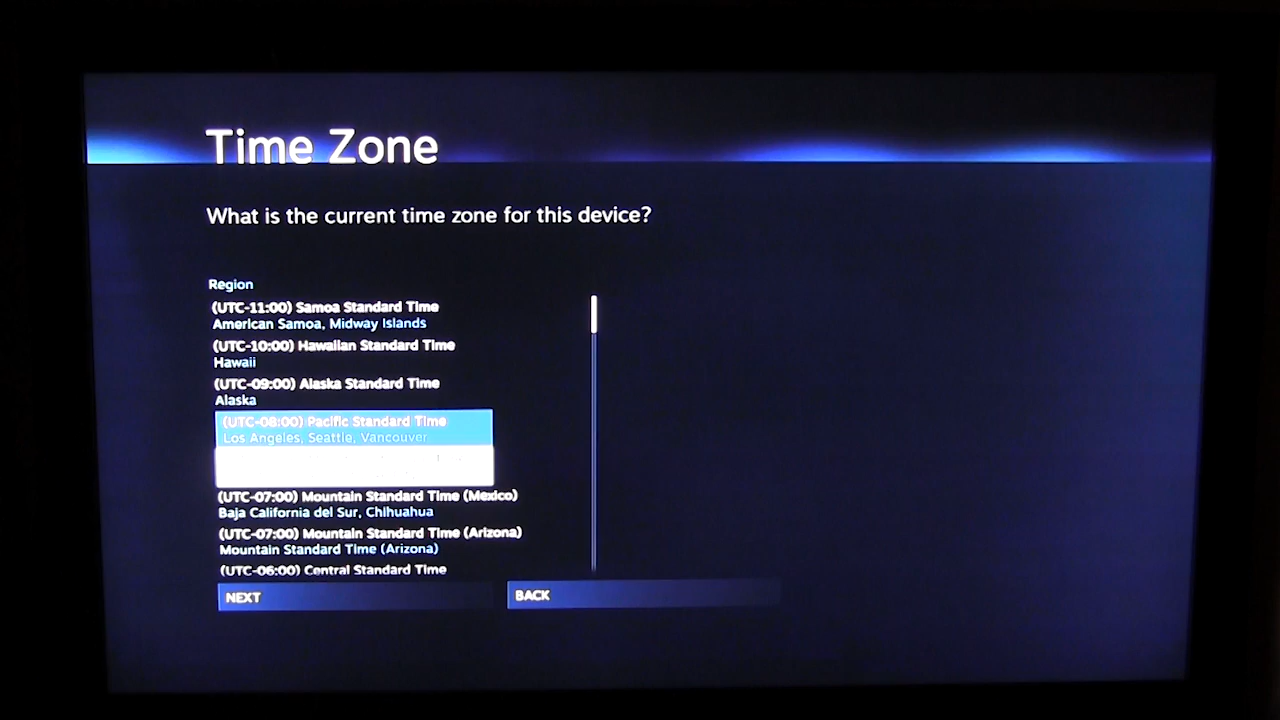 Time Zone
What is the current time zone for this device?
Region
(UTC-11:00) Samoa Standard Time
American Samoa, Midway Islands
(UTC-10:00) Hawaiian Standard Time
Hawaii
(UTC-09:00) Alaska Standard Time
Alaska
(UTC-08:00) Pacific Standard Time
Los Angeles, Seattle, Vancouver
(UTC-07:00) Mountain Standard Time (Mexico)
Baja California del Sur, Chihuahua
(UTC-07:00) Mountain Standard Time (Arizona)
Mountain Standard Time (Arizona)
(UTC-06:00) Central Standard Time
NEXT
BACK